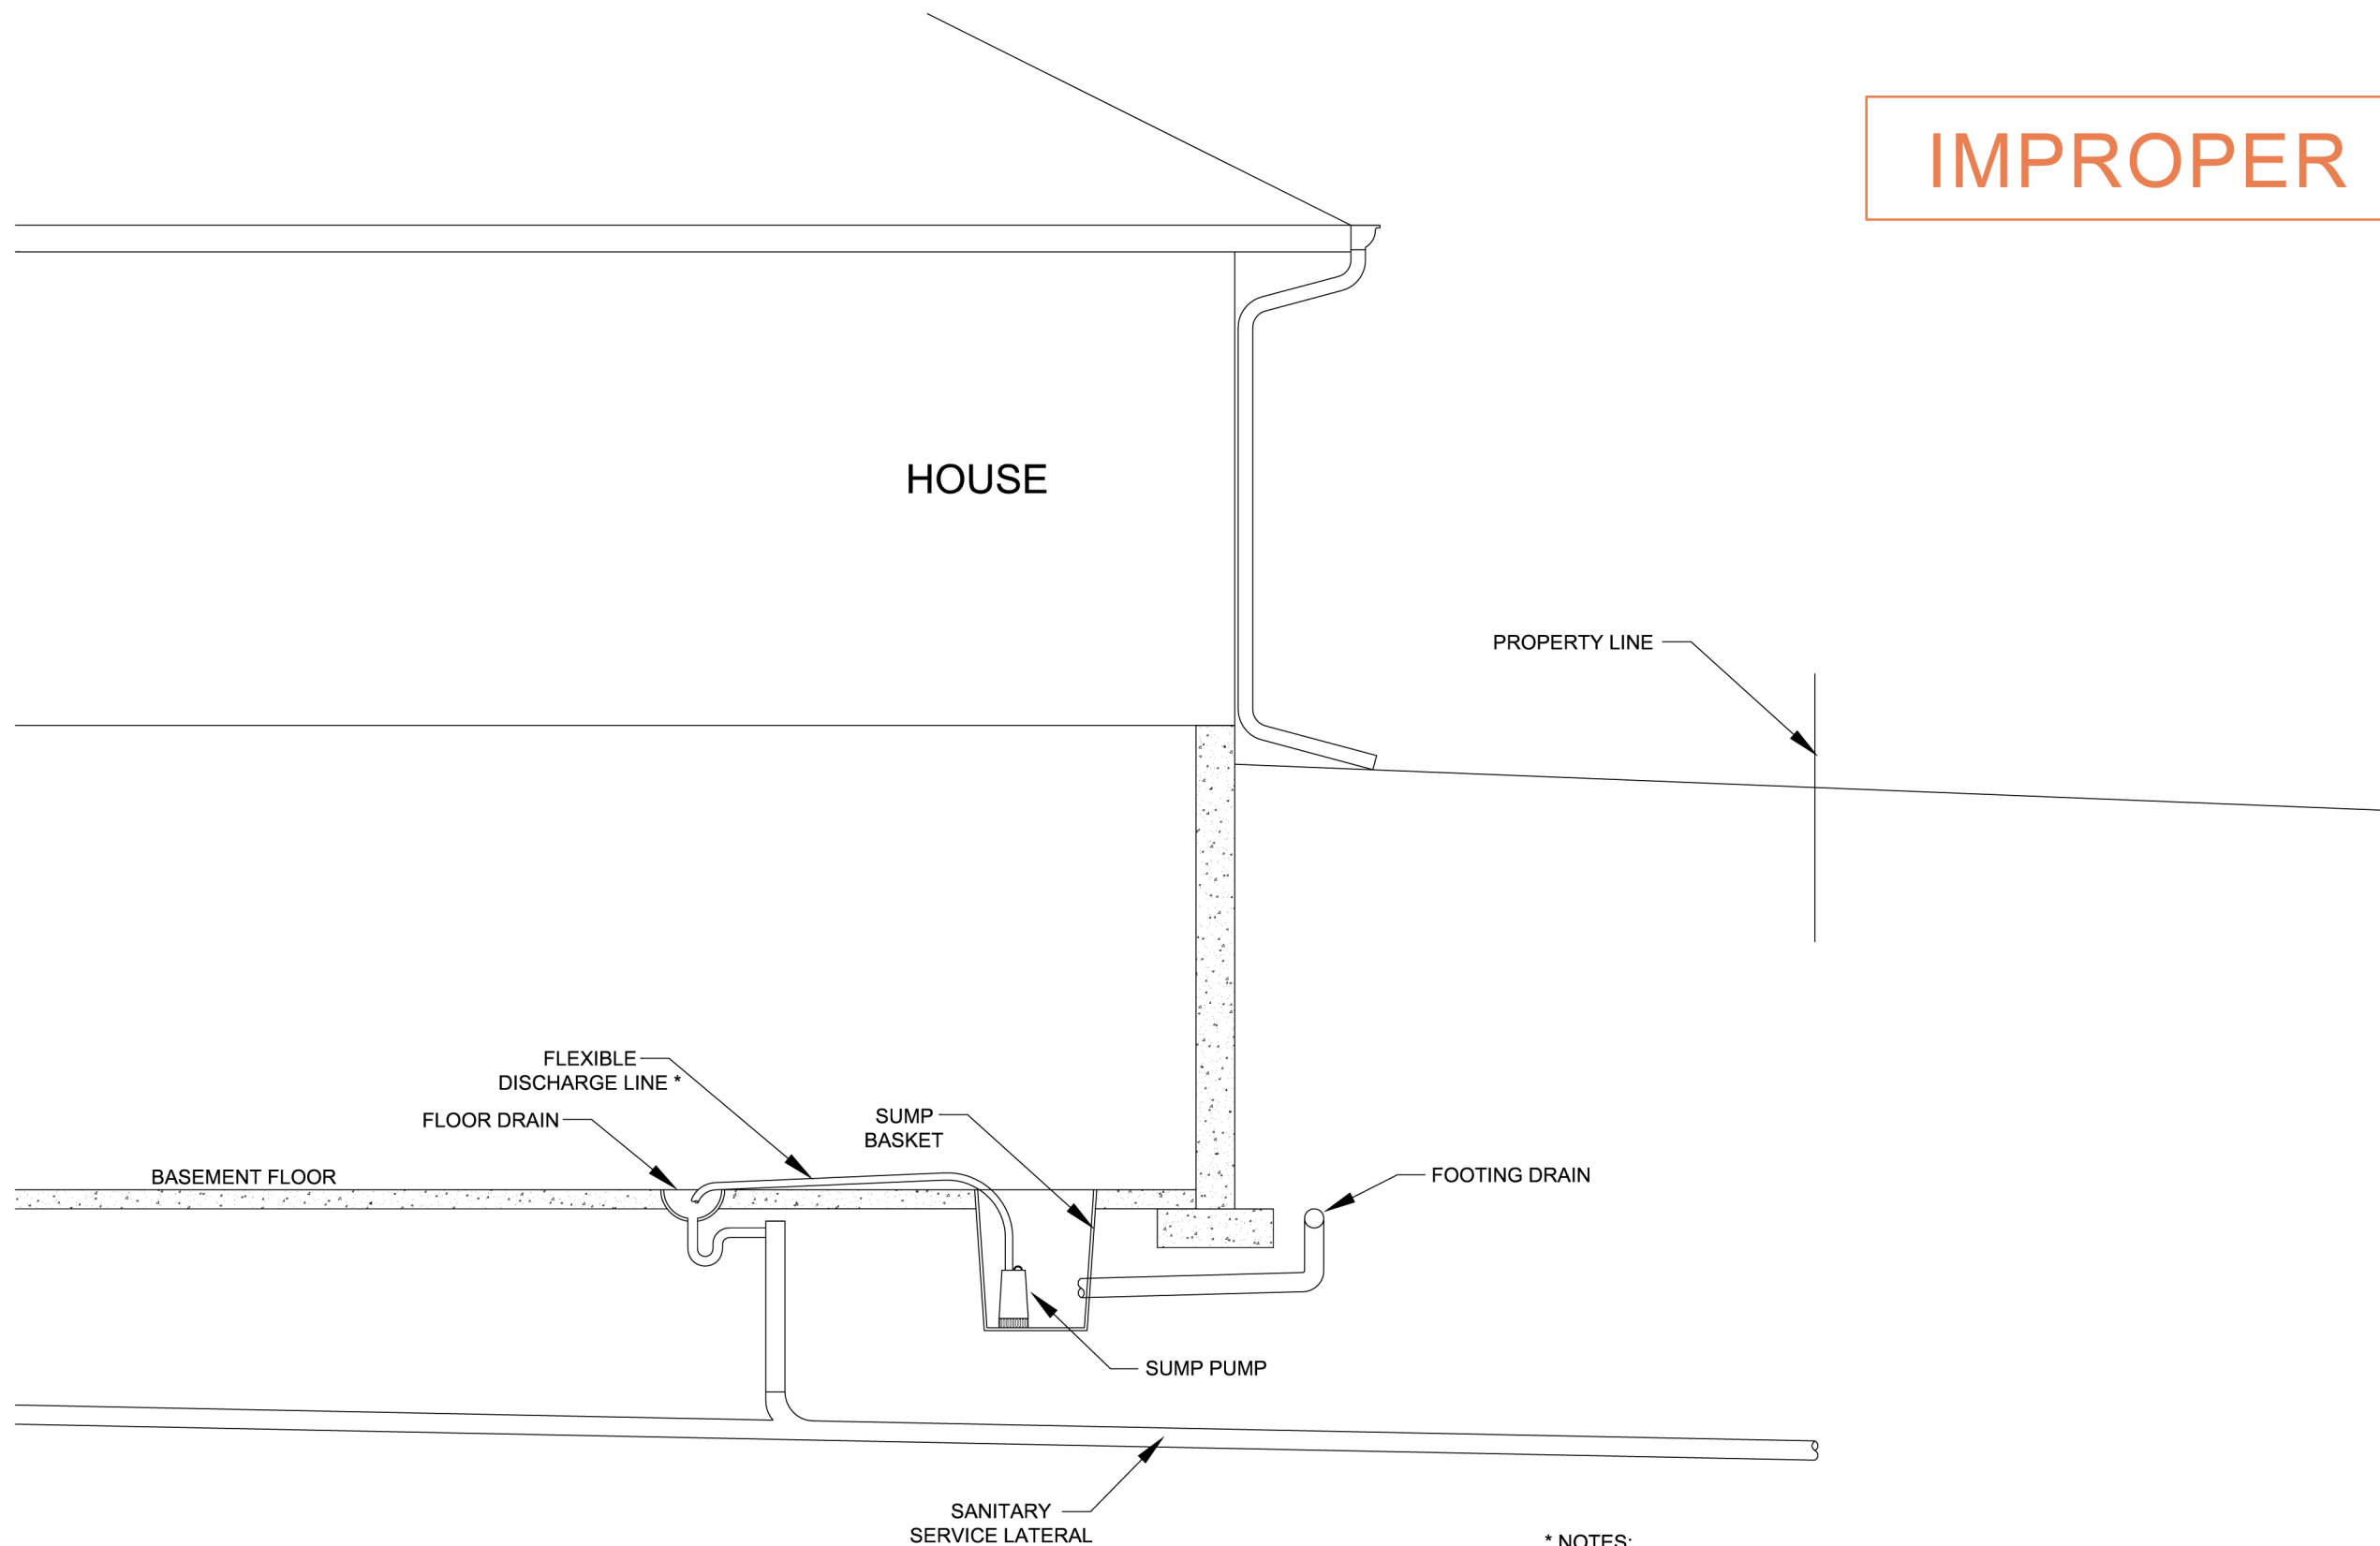 IMPROPER
HOUSE
PROPERTY LINE
FLEXIBLE
DISCHARGE LINE *
FLOOR DRAIN
SUMP
BASKET
BASEMENT FLOOR
FOOTING DRAIN
SUMP PUMP
SANITARY
SERVICE LATERAL
* NOTES: